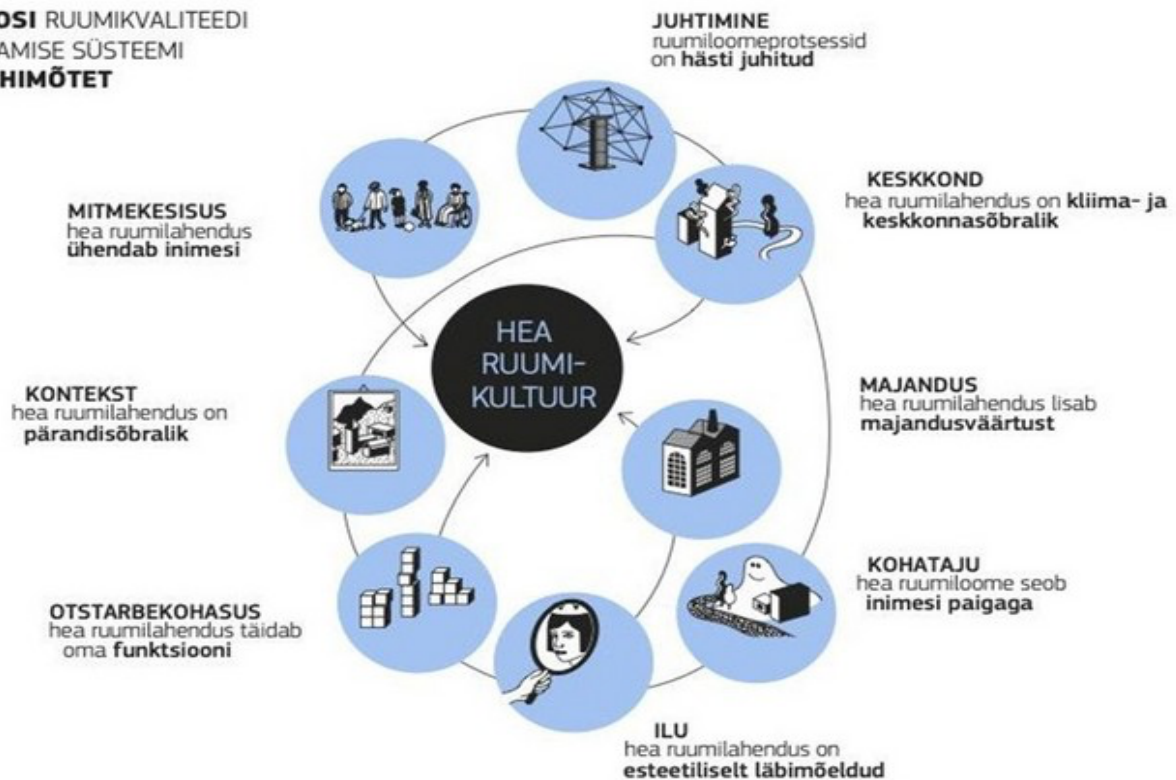 OSI RUUMIKVALITEEDI
AMISE SÜSTEEMI
HIMÕTET
JUHTIMINE
ruumiloomeprotsessid
on hästi juhitud
KESKKOND
hea ruumilahendus on kliima- ja
keskkonnasõbralik
MITMEKESISUS
hea ruumilahendus
ühendab inimesi
HEA
RUUMI-
KULTUUR
KONTEKST
hea ruumilahendus on
pärandisõbralik
MAJANDUS
hea ruumilahendus lisab
majandusväärtust
KOHATAJU
hea ruumiloome seob
inimesi paigaga
OTSTARBEKOHASUS
hea ruumilahendus täidab
oma funktsiooni
ILU
hea ruumilahendus on
esteetiliselt läbimõeldud